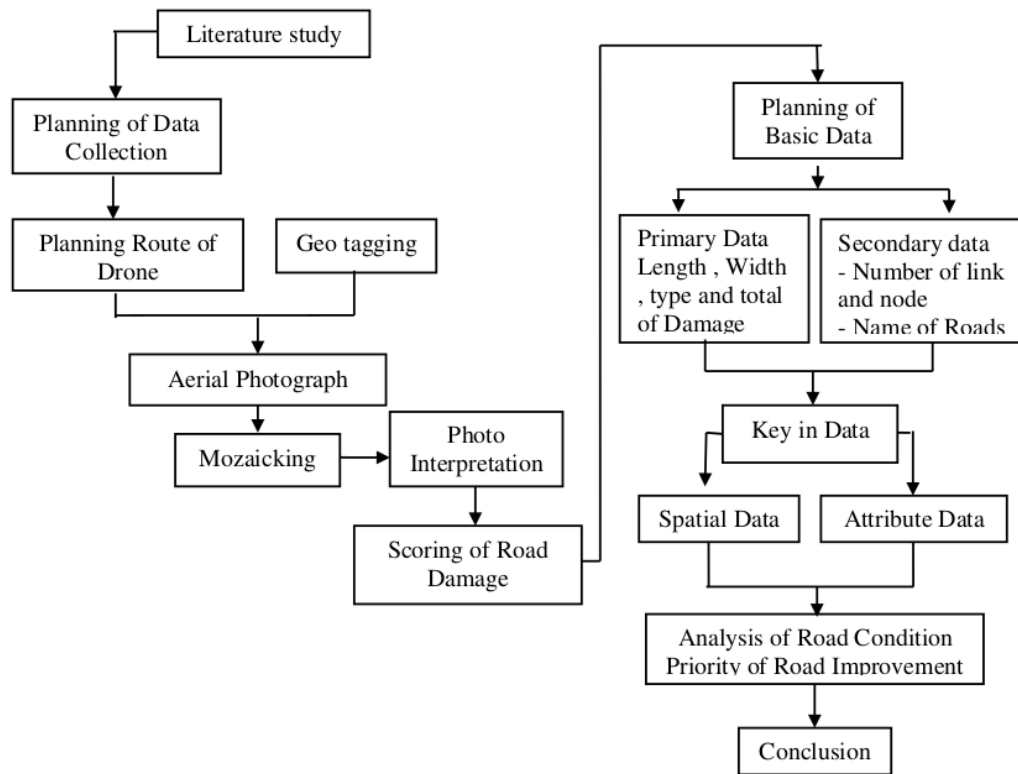 Literature study
Planning of Data
Collection
Planning Route of
Drone
Geo tagging
Aerial Photograph
Mozaicking
Photo
Interpretation
Scoring of Road
Damage
Planning of
Basic Data
Primary Data
Length , Width
, type and total
of Damage
Secondary data
- Number of link
and node
- Name of Roads
Key in Data
Spatial Data
Attribute Data
Analysis of Road Condition
Priority of Road Improvement
Conclusion